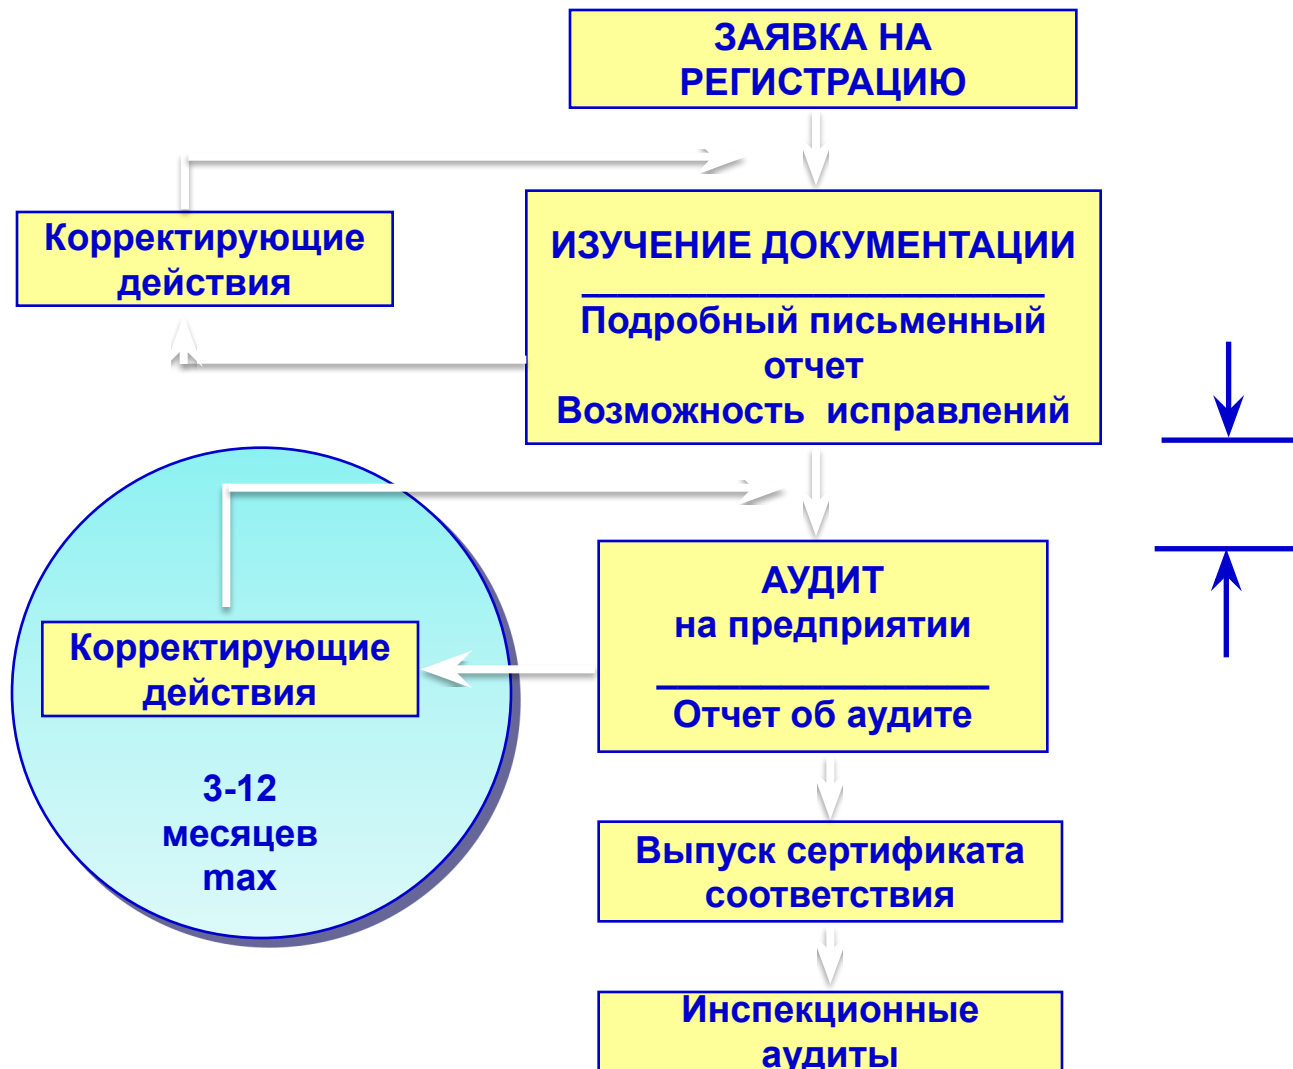 ЗАЯВКА НА
РЕГИСТРАЦИЮ
Корректирующие
действия
ИЗУЧЕНИЕ ДОКУМЕНТАЦИИ
Подробный письменный
отчет
Возможность исправлений
АУДИТ
на предприятии
Отчет об аудите
Корректирующие
действия
3-12
месяцев
max
Выпуск сертификата
соответствия
Инспекционные
аудиты